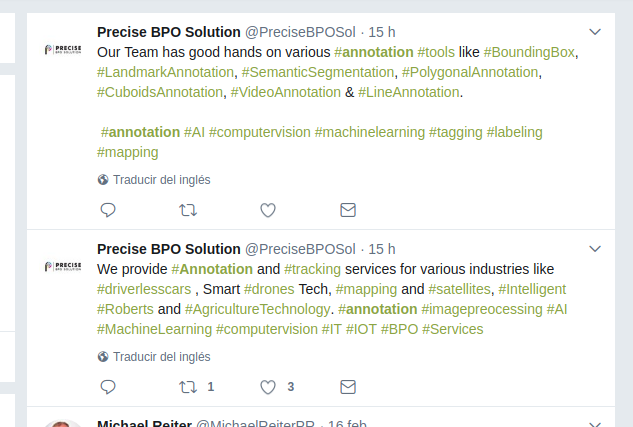 Precise BPO Solution @PreciseBPOSol · 15 h
PRECISE
BPO SOLUTION
Our Team has good hands on various #annotation #tools like #BoundingBox,
#LandmarkAnnotation, #SemanticSegmentation, #PolygonalAnnotation,
#CuboidsAnnotation, #VideoAnnotation & #LineAnnotation.
#annotation #AI #computervision #machinelearning #tagging #labeling
#mapping
Traducir del inglés
Precise BPO Solution @PreciseBPOSol · 15 h
PRECISE
BPO SOLUTION
We provide #Annotation and #tracking services for various industries like
#driverlesscars , Smart #drones Tech, #mapping and #satellites, #Intelligent
#Roberts and #AgricultureTechnology. #annotation #imagepreocessing #AI
#MachineLearning #computervision #IT #IOT #BPO #Services
Traducir del inglés
1 3
Michael Reiter @MichaelReiterPR · 16 feb.